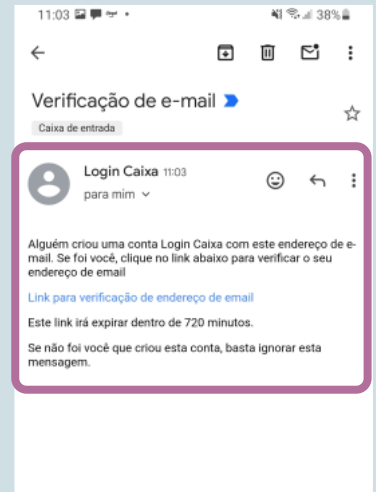 11:03 38%
Verificação de e-mail
Caixa de entrada
Login Caixa 11:03
para mim
Alguém criou uma conta Login Caixa com este endereço de e-
mail. Se foi você, clique no link abaixo para verificar o seu
endereço de email
Link para verificação de endereço de email
Este link irá expirar dentro de 720 minutos.
Se não foi você que criou esta conta, basta ignorar esta
mensagem.